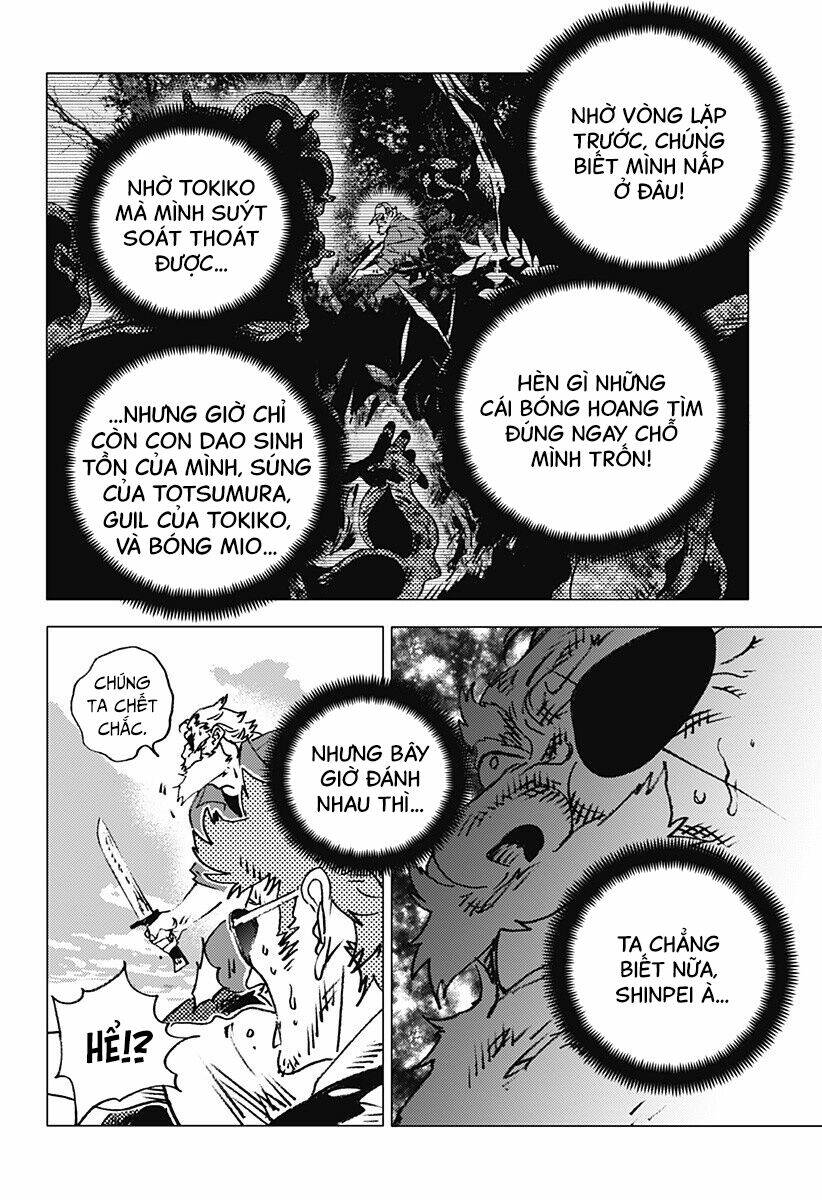 NHỜ VÒNG LẶP
TRƯỚC, CHÚNG
BIẾT MÌNH NẤP
Ở ĐÂU!
NHỜ TOKIKO
MÀ MÌNH SUÝT
SOÁT THOÁT
ĐƯỢC...
HÈN GÌ NHỮNG
CÁI BÓNG HOANG TÌM
ĐÚNG NGAY CHỖ
MÌNH TRỐN!
...NHƯNG GIỜ CHỈ
CÒN CON DAO SINH
TỒN CỦA MÌNH, SÚNG
CỦA TOTSUMURA,
GUIL CỦA TOKIKO,
VÀ BÓNG MIO...
CHÚNG
TA CHẾT
CHẮC.
NHƯNG BÂY
GIỜ ĐÁNH
NHAU THÌ...
TA CHẲNG
BIẾT NỮA,
SHINPEI À...
HỂ!?